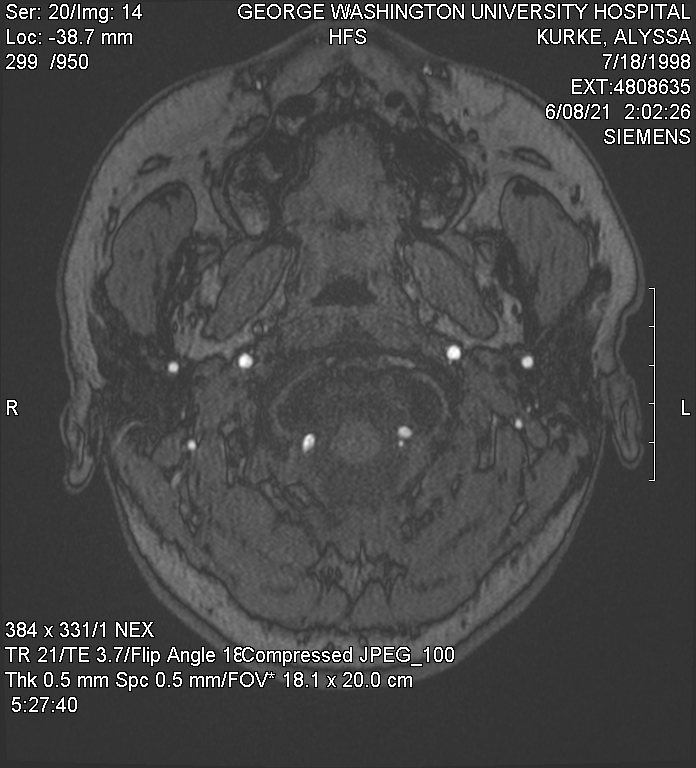 Ser: 20/Img: 14
Loc: -38.7 mm
299 /950
HFS
GEORGE WASHINGTON UNIVERSITY HOSPITAL
KURKE, ALYSSA
7/18/1998
EXT:4808635
6/08/21 2:02:26
SIEMENS
R
L
384 x 331/1 NEX
TR 21/TE 3.7/Flip Angle 18Compressed JPEG_100
Thk 0.5 mm Spc 0.5 mm/FOV* 18.1 x 20.0 cm
5:27:40